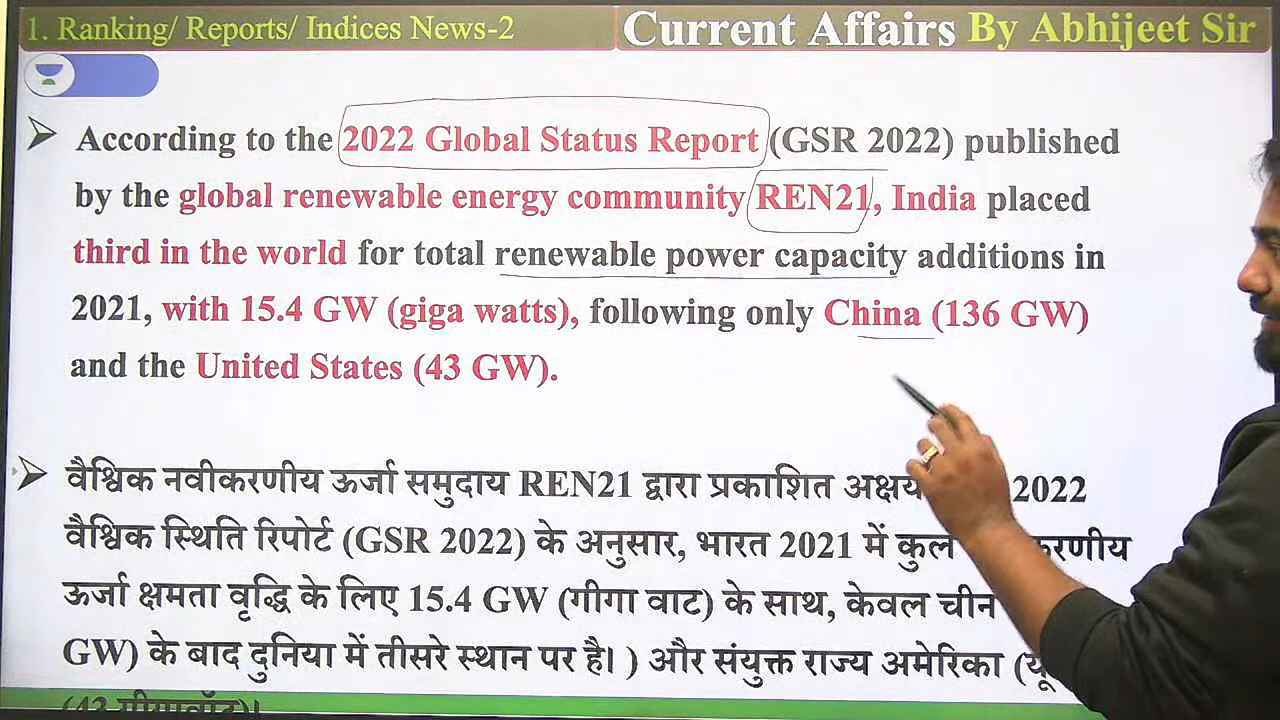 1. Ranking/ Reports/ Indices News-2
Current Affairs By Abhijeet Sir
According to the 2022 Global Status Report (GSR 2022) published
by the global renewable energy community REN21, India placed
third in the world for total renewable power capacity additions in
2021, with 15.4 GW (giga watts), following only China (136 GW)
and the United States (43 GW).
वैश्विक नवीकरणीय ऊर्जा समुदाय REN21 द्वारा प्रकाशित अक्षय 2022
वैश्विक स्थिति रिपोर्ट (GSR 2022) के अनुसार, भारत 2021 में कुल
ऊर्जा क्षमता वृद्धि के लिए 15.4 GW (गीगा वाट) के साथ, केवल चीन
GW) के बाद दुनिया में तीसरे स्थान पर है। ) और संयुक्त राज्य अमेरिका